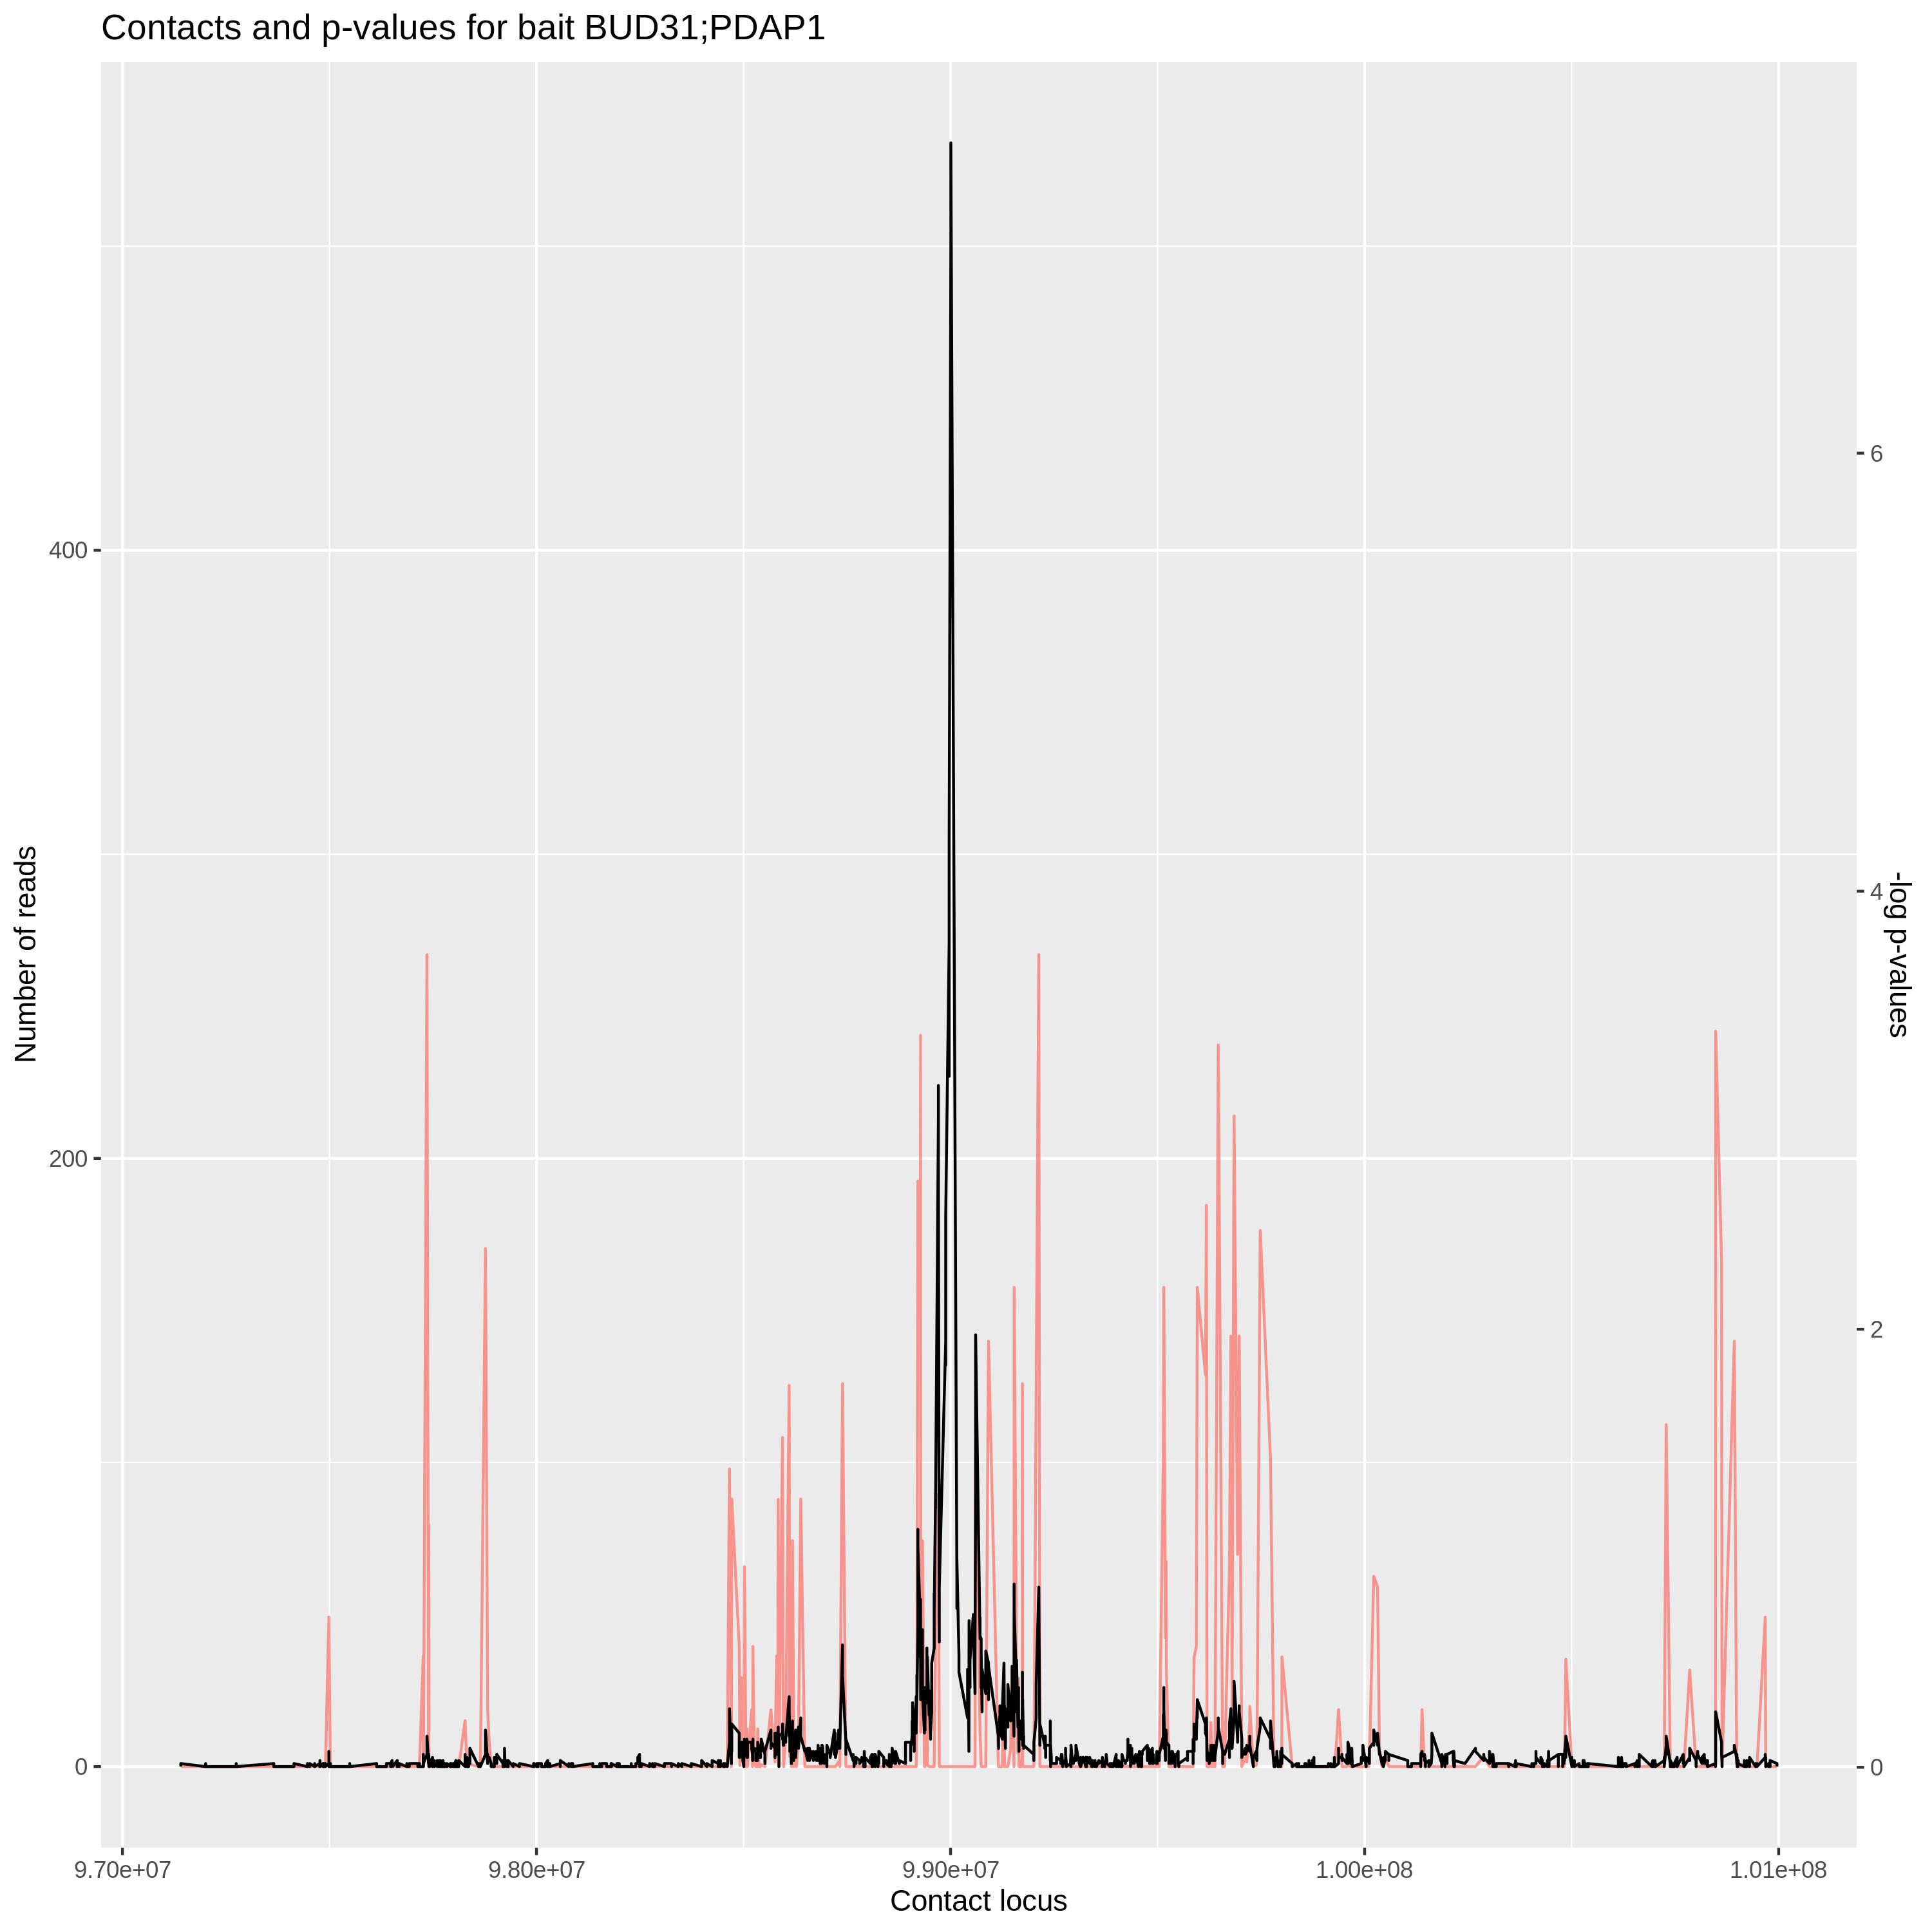 Contacts and p-values for bait BUD31;PDAP1
Number of reads
400
200
0
6
4
2
0
-log p-values
9.70e+07
9.80e+07
9.90e+07
1.00e+08
1.01e+08
Contact locus